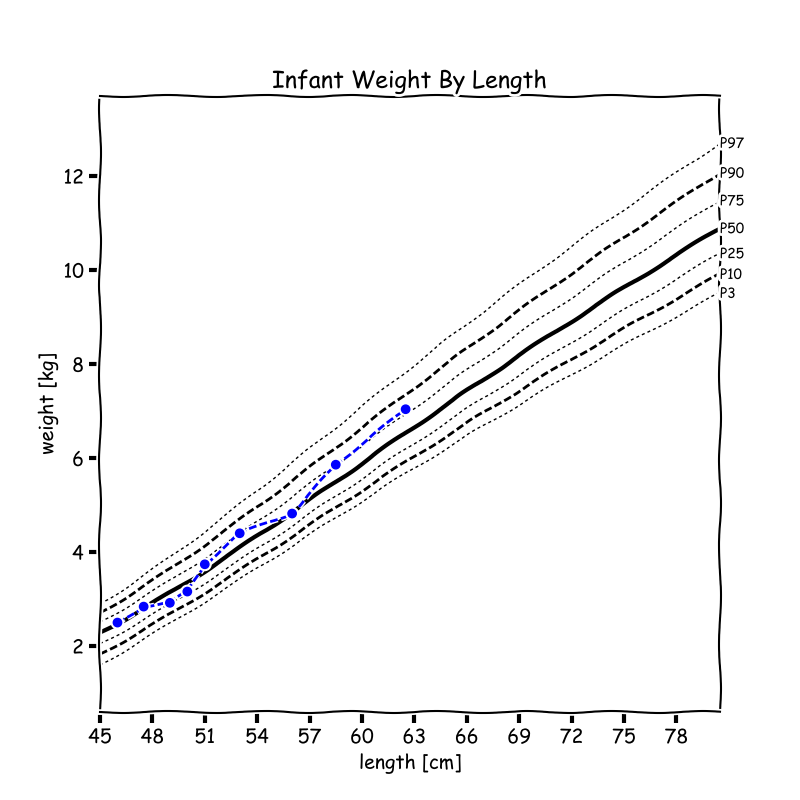 Infant Weight By Length
P97
P90
P75
P50
P25
P10
P3
12
10
8
6
4
2
weight [kg]
45 48 51 54 57 60 63 66 69 72 75 78
length [cm]